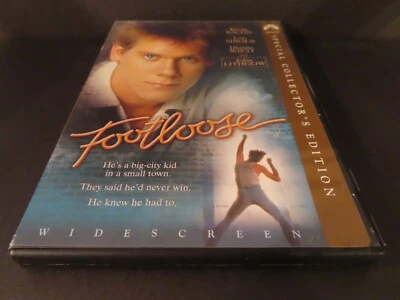 [LITHGOW]
Footloose
He's a big-city kid
in a small town.
They said he'd never win.
He knew he had to.
WIDESCREEN
SPECIAL COLLECTOR'S EDITION